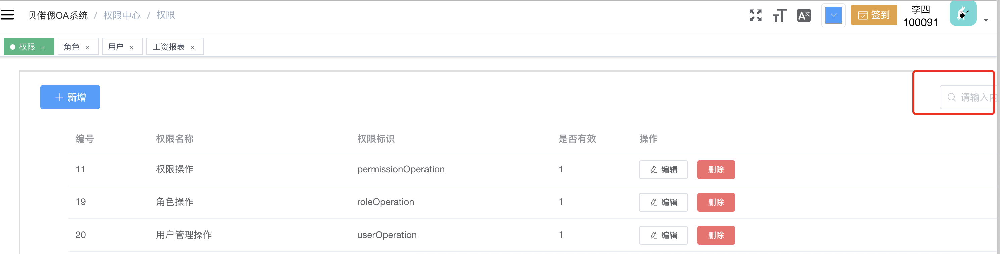 贝偌偲OA系统 / 权限中心 / 权限
签到
李四
100091
权限 ×
角色 ×
用户 ×
工资报表 ×
+ 新增
请输入内
编号 权限名称 权限标识 是否有效 操作
11 权限操作 permissionOperation 1 编辑 删除
19 角色操作 roleOperation 1 编辑 删除
20 用户管理操作 userOperation 1 编辑 删除